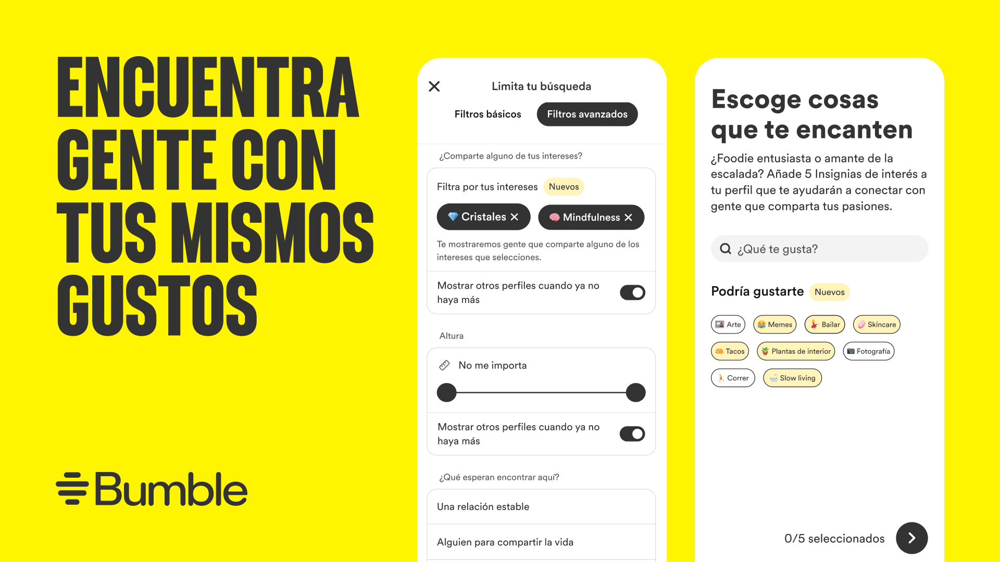 ENCUENTRA
GENTE CON
TUS MISMOS
GUSTOS
Bumble
Limita tu búsqueda
Filtros básicos
Filtros avanzados
¿Comparte alguno de tus intereses?
Filtra por tus intereses Nuevos
Cristales
Mindfulness
Te mostraremos gente que comparte alguno de los
intereses que selecciones.
Mostrar otros perfiles cuando ya no
haya más
Altura
No me importa
Mostrar otros perfiles cuando ya no
haya más
¿Qué esperan encontrar aquí?
Una relación estable
Alguien para compartir la vida
Escoge cosas
que te encanten
¿Foodie entusiasta o amante de la
escalada? Añade 5 Insignias de interés a
tu perfil que te ayudarán a conectar con
gente que comparta tus pasiones.
¿Qué te gusta?
Podría gustarte Nuevos
Arte Memes Bailar Skincare
Tacos Plantas de interior Fotografía
Correr Slow living
0/5 seleccionados